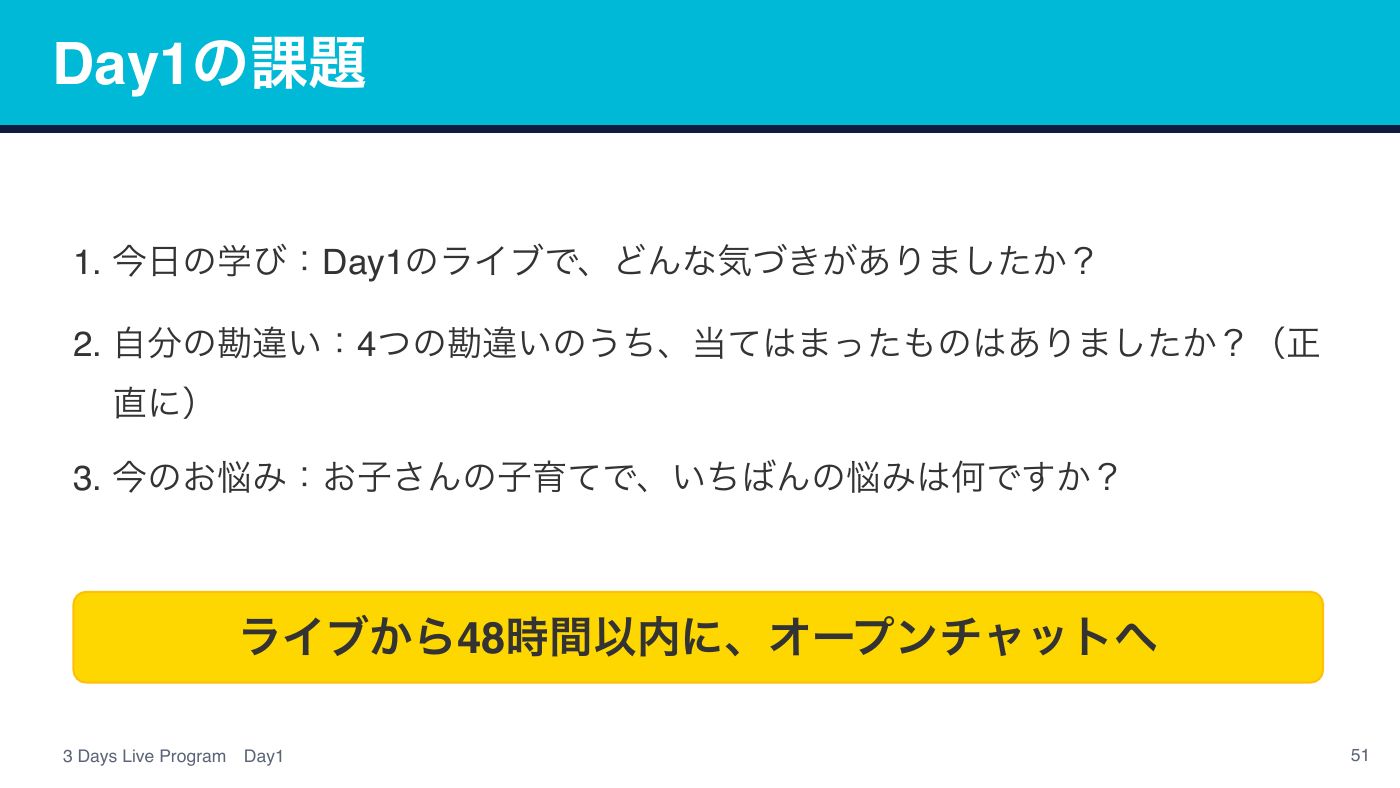 Day1の課題
1. 今日の学び：Day1のライブで、どんな気づきがありましたか？
2. 自分の勘違い：4つの勘違いのうち、当てはまったものはありましたか？（正
直に）
3. 今のお悩み：お子さんの子育てで、いちばんの悩みは何ですか？
ライブから48時間以内に、オープンチャットへ
3 Days Live Program　Day1
51